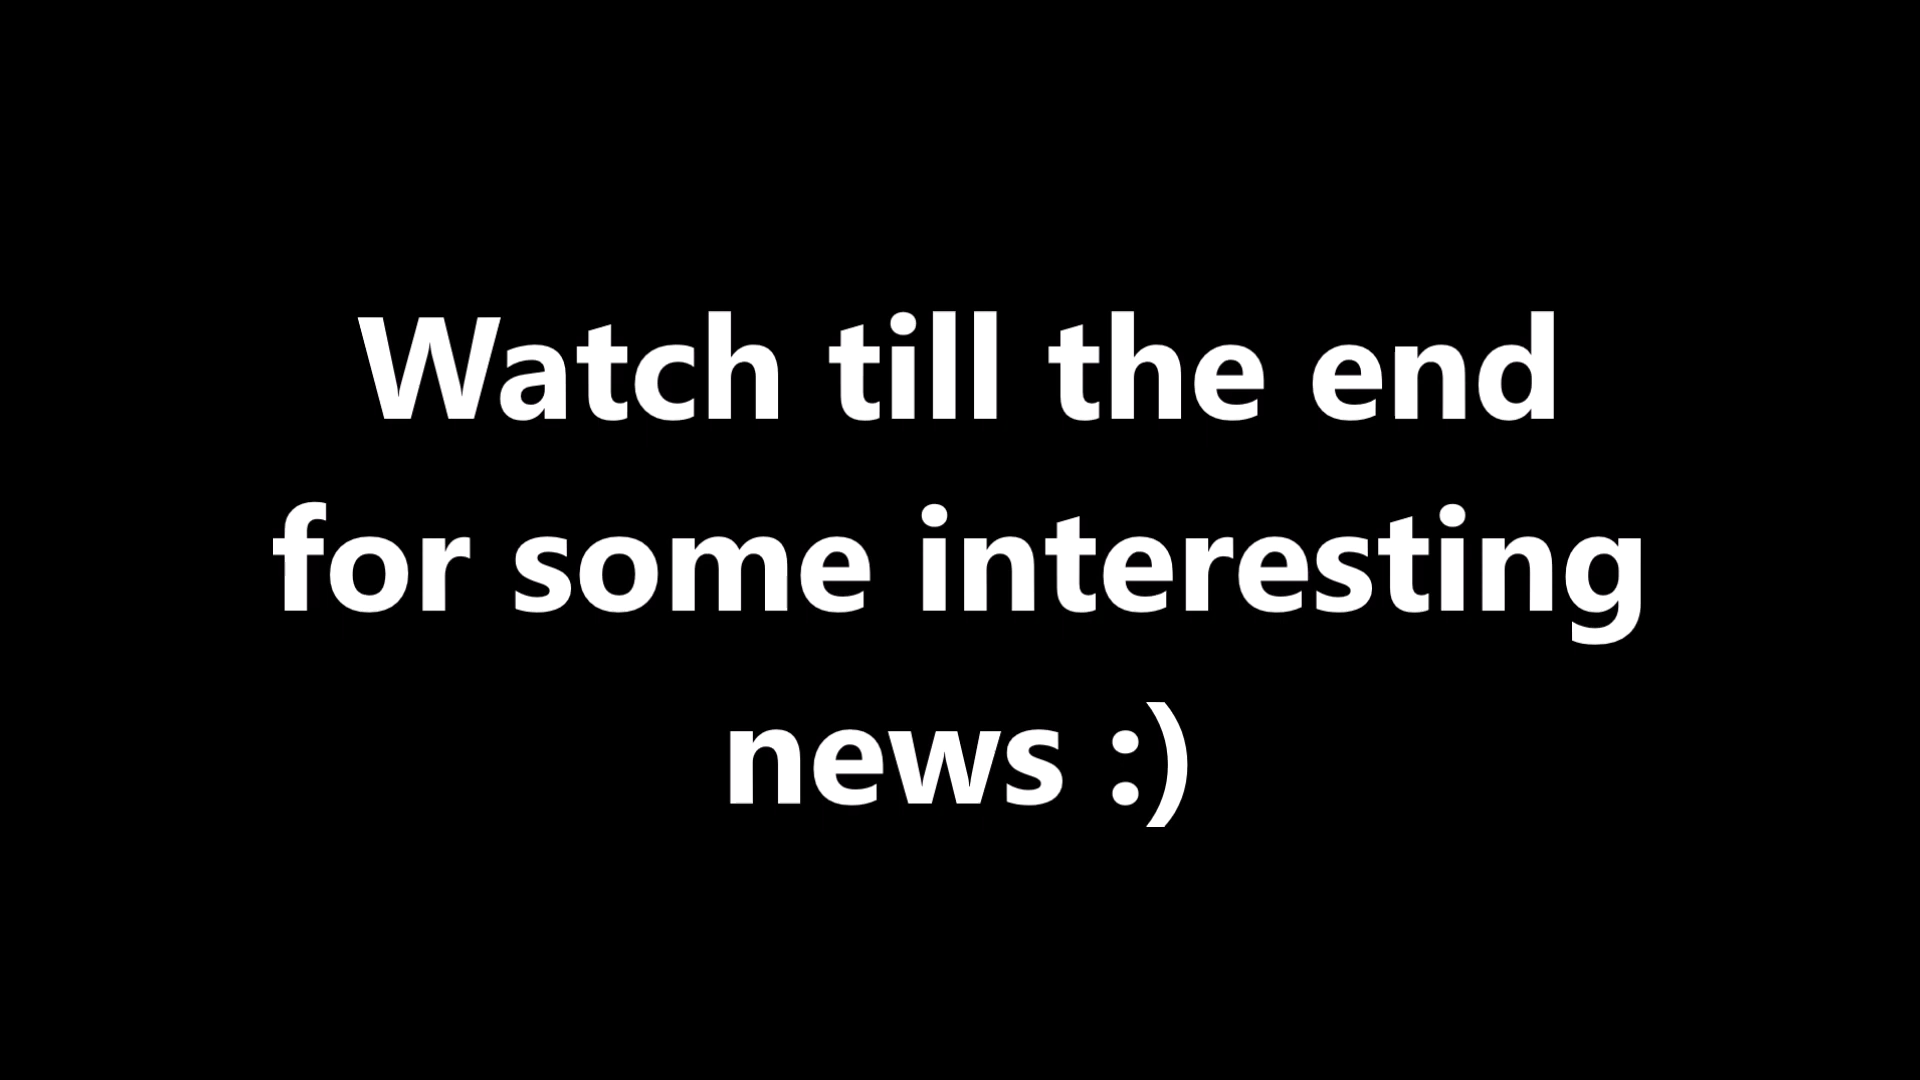 Watch till the end
for some interesting
news :)